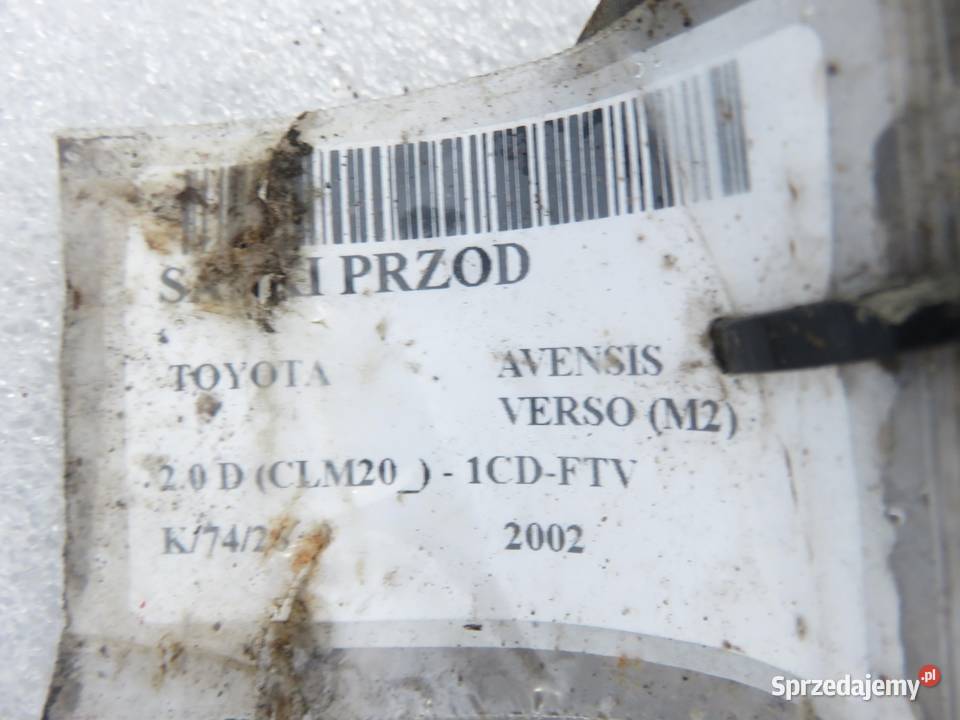 PRZOD
TOYOTA AVENSIS
VERSO (M2)
2.0 D (CLM20_) - 1CD-FTV
2002
Sprzedajemy.pl